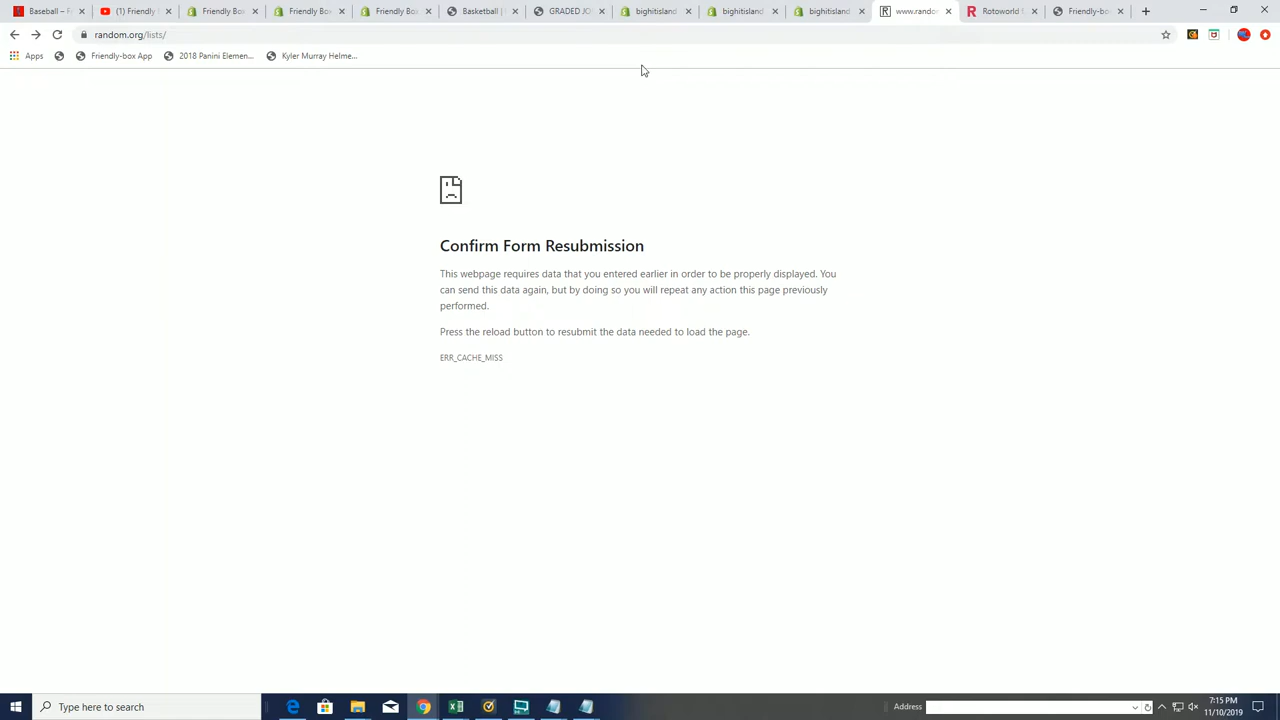 Baseball – F
(1) Friendly
Friendly Bo
Friendly Bo
Friendly Bo
Basketball |
GRADED JO
bighitisland
bighitisland
bighitisland
www.rando
Rotoworld
Friendly-bo
random.org/lists/
Apps
Friendly-box App
2018 Panini Elemen...
Kyler Murray Helme...
Confirm Form Resubmission
This webpage requires data that you entered earlier in order to be properly displayed. You
can send this data again, but by doing so you will repeat any action this page previously
performed.
Press the reload button to resubmit the data needed to load the page.
ERR_CACHE_MISS
Type here to search
Address
7:15 PM
11/10/2019